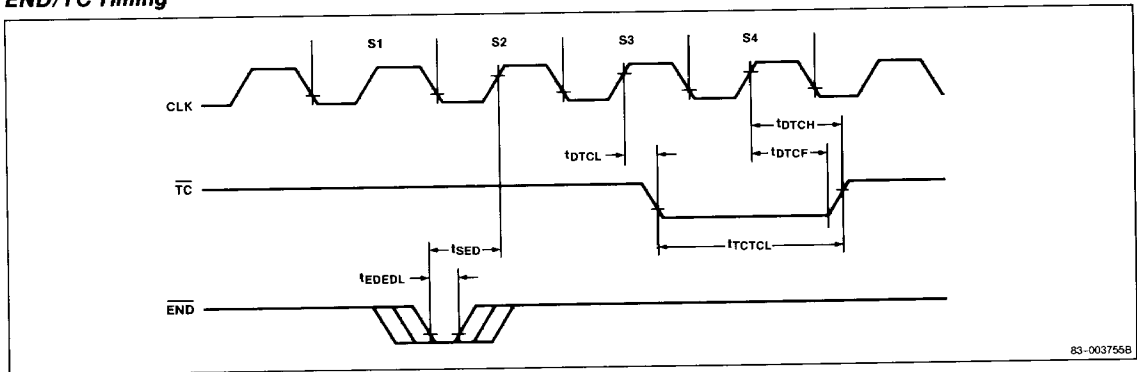 END/TC Timing
S1 S2 S3 S4
CLK
tDTCH
tDTCL
tDTCF
TC
tTCTCL
tSED
tEDEDL
END
83-003755B